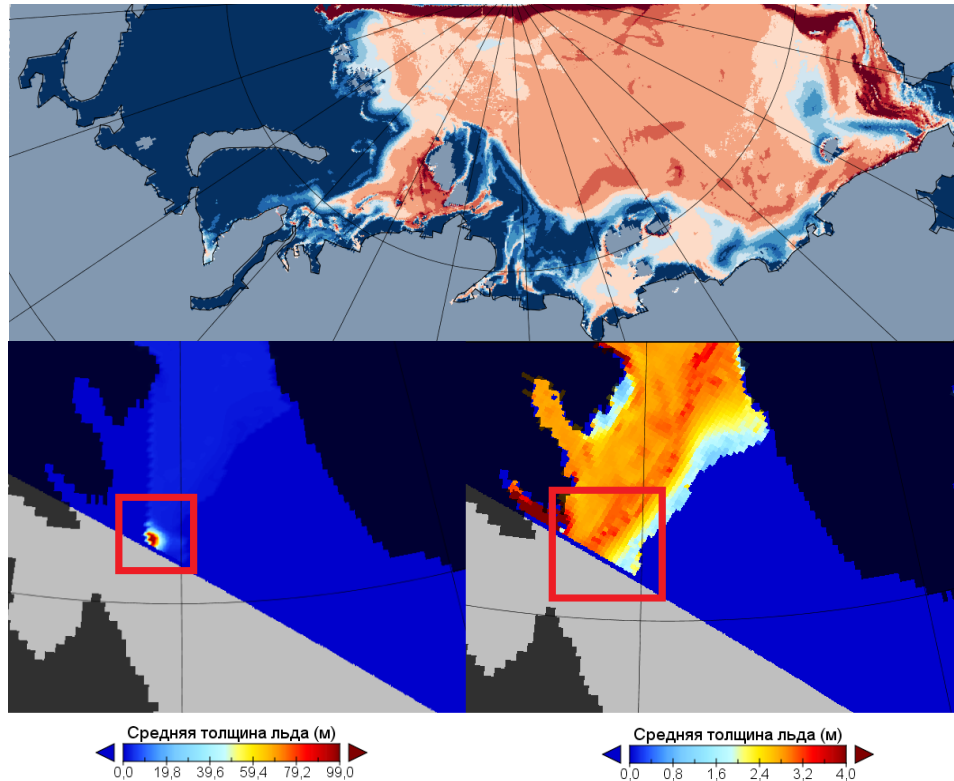 Средняя толщина льда (м)
0,0 19,8 39,6 59,4 79,2 99,0
Средняя толщина льда (м)
0,0 0,8 1,6 2,4 3,2 4,0